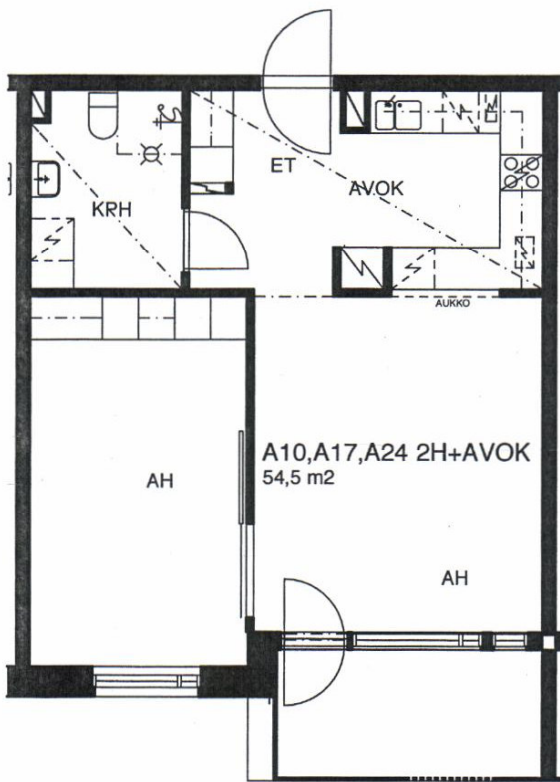 ET
AVOK
KRH
AUKKO
A10,A17,A24 2H+AVOK
54,5 m2
AH
AH